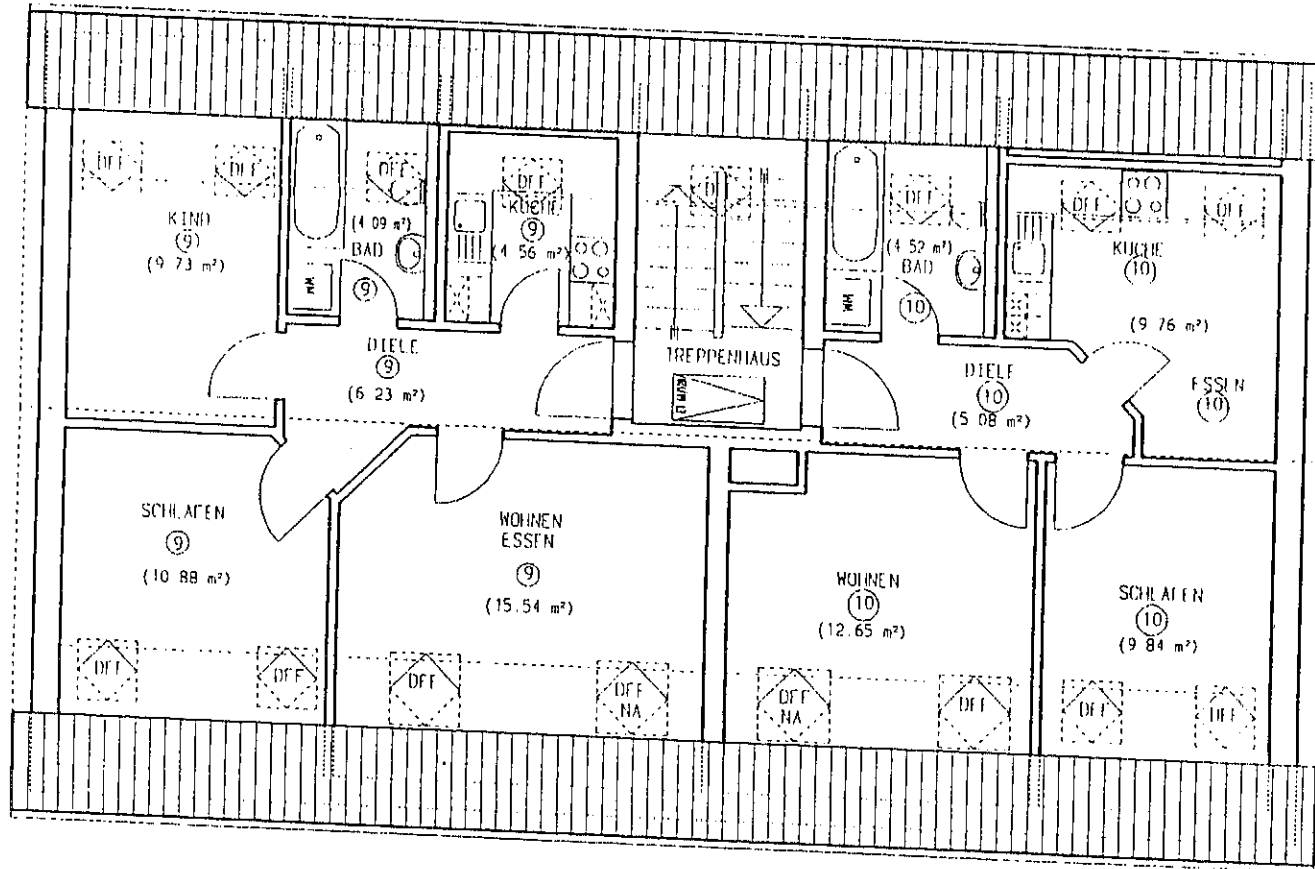 DFF
DFF
KIND
9
(9 73 m²)
DFF
(4 09 m²)
BAD
9
WM
DFF
KÜCHE
9
(4 56 m²)
DIELE
9
(6 23 m²)
SCHLAFEN
9
(10 88 m²)
DFF
DFF
WOHNEN
ESSEN
9
(15.54 m²)
DFF
DFF
NA
TREPPENHAUS
DFF
(4 52 m²)
BAD
10
WM
DFF
DFF
KÜCHE
10
(9 76 m²)
ESSEN
10
DIELE
10
(5 08 m²)
WOHNEN
10
(12.65 m²)
DFF
NA
DFF
SCHLAFEN
10
(9 84 m²)
DFF
DFF